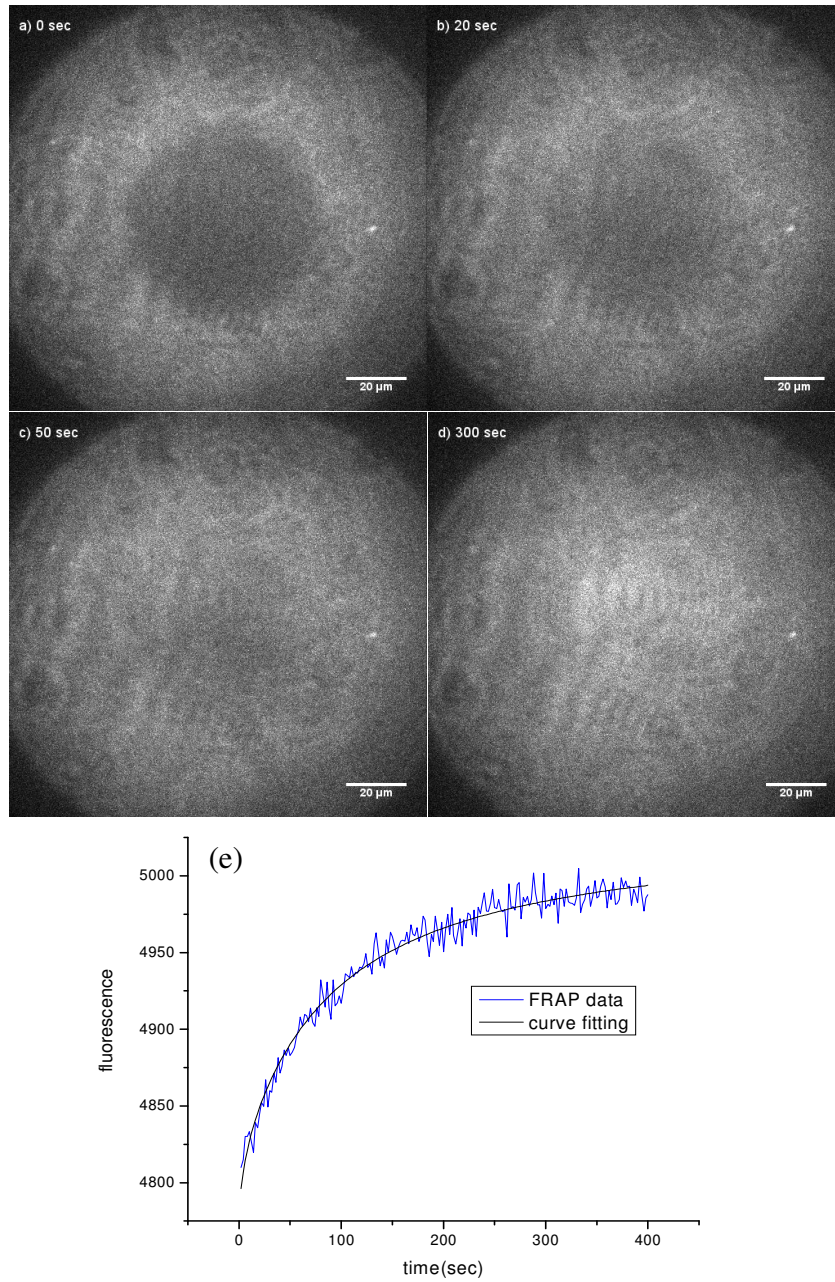 a) 0 sec
20 µm
b) 20 sec
20 µm
c) 50 sec
20 µm
d) 300 sec
20 µm
(e)
fluorescence
5000
4950
4900
4850
4800
FRAP data
curve fitting
0 100 200 300 400
time(sec)